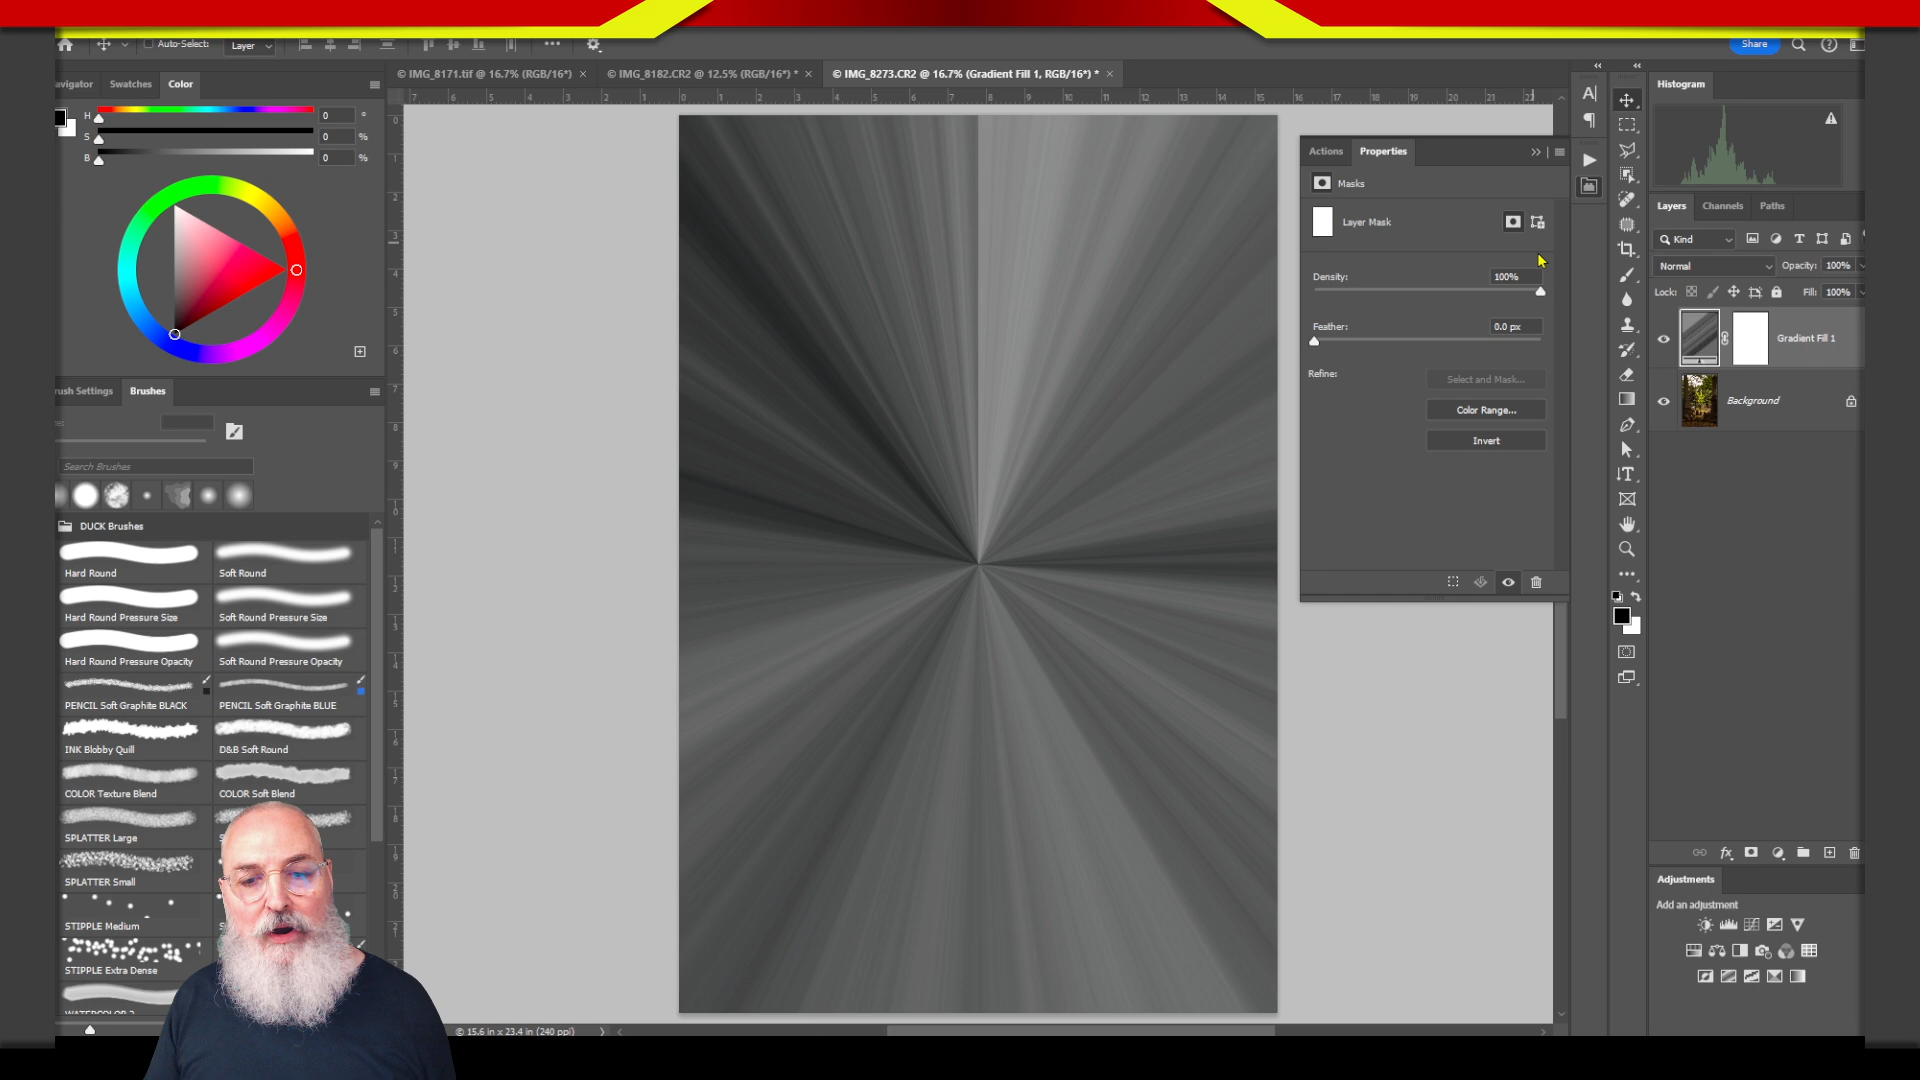 Auto-Select:
Layer
Share
© IMG_8171.tif @ 16.7% (RGB/16*)
© IMG_8182.CR2 @ 12.5% (RGB/16*) *
© IMG_8273.CR2 @ 16.7% (Gradient Fill 1, RGB/16*) *
avigator
Swatches
Color
H
0
°
S
0
%
B
0
%
rush Settings
Brushes
Search Brushes
DUCK Brushes
Hard Round
Soft Round
Hard Round Pressure Size
Soft Round Pressure Size
Hard Round Pressure Opacity
Soft Round Pressure Opacity
PENCIL Soft Graphite BLACK
PENCIL Soft Graphite BLUE
INK Blobby Quill
D&B Soft Round
COLOR Texture Blend
COLOR Soft Blend
SPLATTER Large
SPLATTER Small
STIPPLE Medium
STIPPLE Extra Dense
WATERCOLOR 2
© 15.6 in x 23.4 in (240 ppi)
Actions
Properties
Masks
Layer Mask
Density:
100%
Feather:
0.0 px
Refine:
Select and Mask...
Color Range...
Invert
Histogram
Layers
Channels
Paths
Kind
Normal
Opacity:
100%
Lock:
Fill:
100%
Gradient Fill 1
Background
Adjustments
Add an adjustment